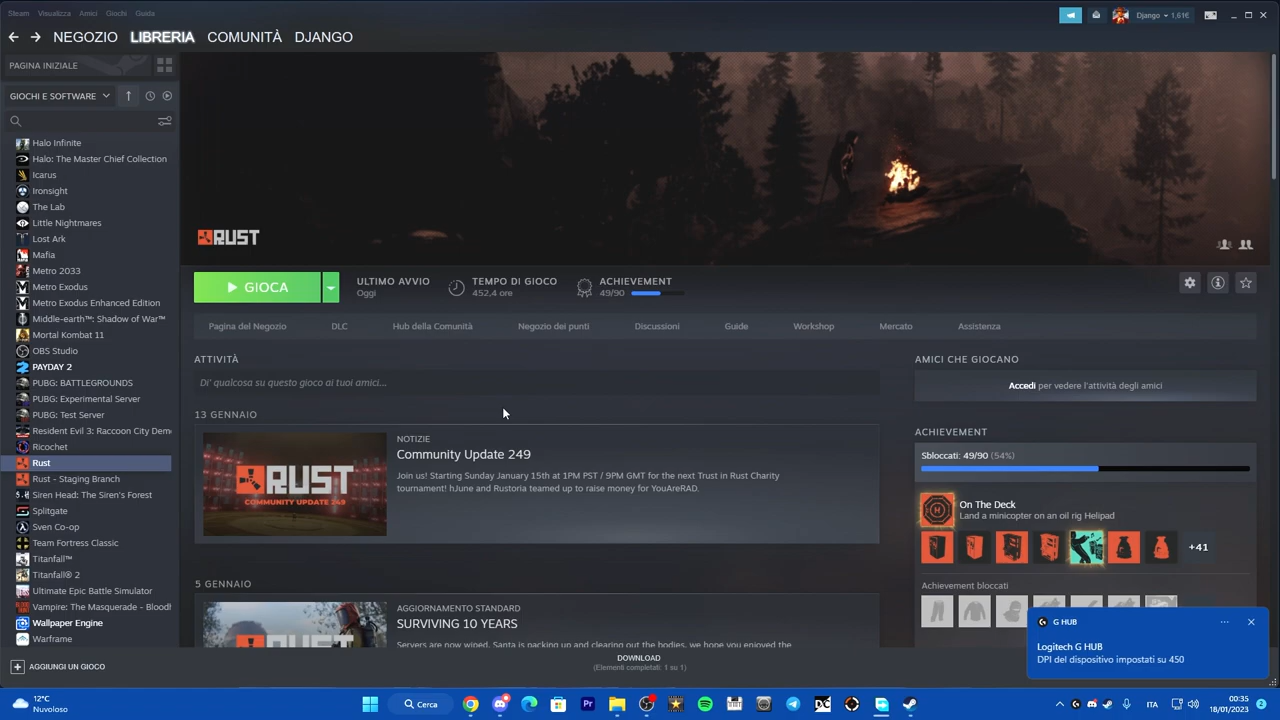 Steam Visualizza Amici Giochi Guida
Django 1,61€
NEGOZIO LIBRERIA COMUNITÀ DJANGO
PAGINA INIZIALE
GIOCHI E SOFTWARE
Halo Infinite
Halo: The Master Chief Collection
Icarus
Ironsight
The Lab
Little Nightmares
Lost Ark
Mafia
Metro 2033
Metro Exodus
Metro Exodus Enhanced Edition
Middle-earth™: Shadow of War™
Mortal Kombat 11
OBS Studio
PAYDAY 2
PUBG: BATTLEGROUNDS
PUBG: Experimental Server
PUBG: Test Server
Resident Evil 3: Raccoon City Demo
Ricochet
Rust
Rust - Staging Branch
Siren Head: The Siren's Forest
Splitgate
Sven Co-op
Team Fortress Classic
Titanfall™
Titanfall® 2
Ultimate Epic Battle Simulator
Vampire: The Masquerade - Bloodl
Wallpaper Engine
Warframe
AGGIUNGI UN GIOCO
RUST
GIOCA
ULTIMO AVVIO
Oggi
TEMPO DI GIOCO
452,4 ore
ACHIEVEMENT
49/90
Pagina del Negozio DLC Hub della Comunità Negozio dei punti Discussioni Guide Workshop Mercato Assistenza
ATTIVITÀ
Di' qualcosa su questo gioco ai tuoi amici...
13 GENNAIO
RUST
COMMUNITY UPDATE 249
NOTIZIE
Community Update 249
Join us! Starting Sunday January 15th at 1PM PST / 9PM GMT for the next Trust in Rust Charity
tournament! hJune and Rustoria teamed up to raise money for YouAreRAD.
5 GENNAIO
AGGIORNAMENTO STANDARD
SURVIVING 10 YEARS
Servers are now wiped, Santa is packing up and clearing out the bodies, we hope you enjoyed the
AMICI CHE GIOCANO
Accedi per vedere l'attività degli amici
ACHIEVEMENT
Sbloccati: 49/90 (54%)
On The Deck
Land a minicopter on an oil rig Helipad
+41
Achievement bloccati
G HUB
Logitech G HUB
DPI del dispositivo impostati su 450
DOWNLOAD
(Elementi completati: 1 su 1)
12°C
Nuvoloso
Cerca
ITA
00:35
18/01/2023
2